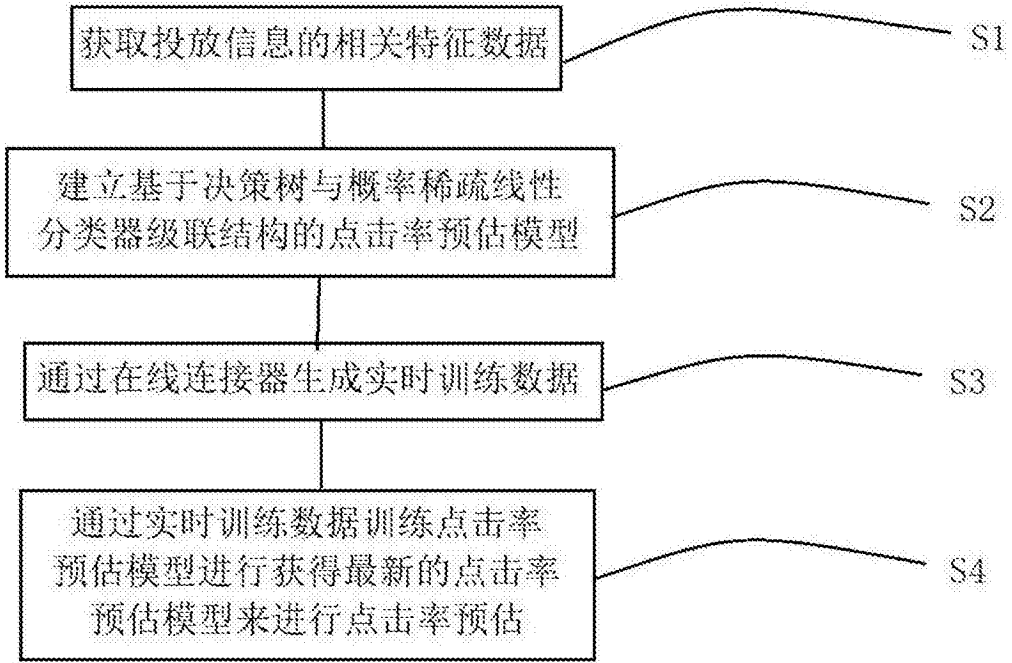 获取投放信息的相关特征数据
S1
建立基于决策树与概率稀疏线性
分类器级联结构的点击率预估模型
S2
通过在线连接器生成实时训练数据
S3
通过实时训练数据训练点击率
预估模型进行获得最新的点击率
预估模型来进行点击率预估
S4